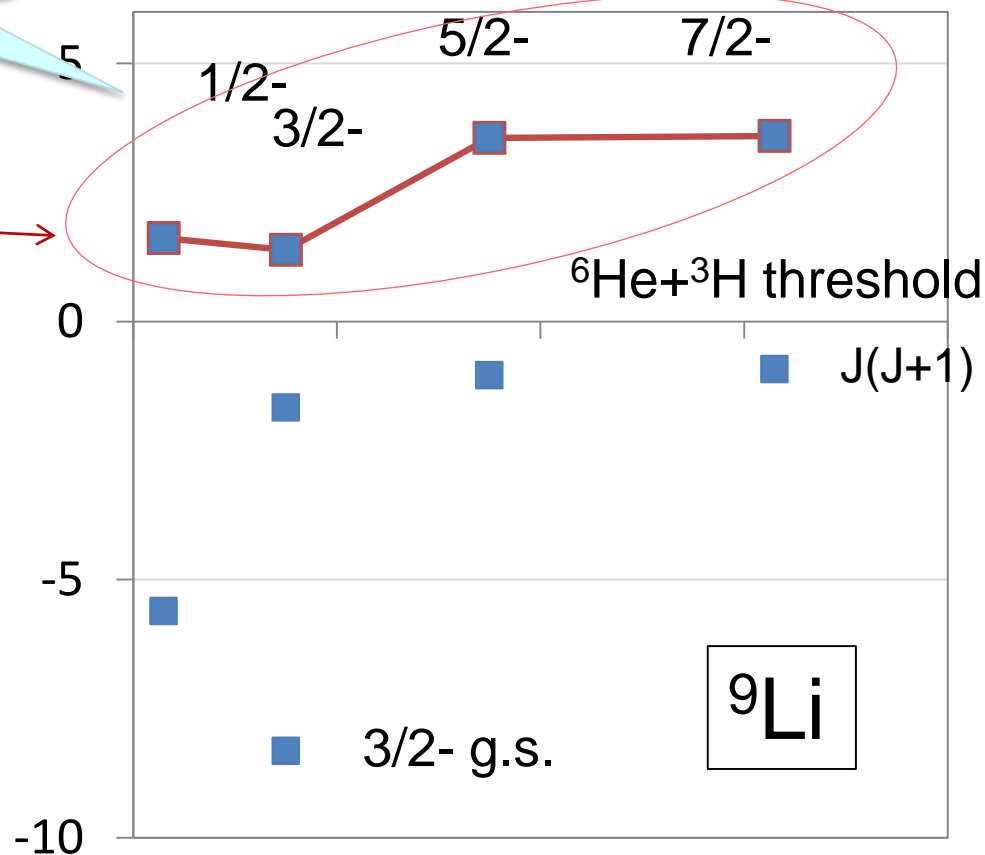 5/2- 7/2-
5
1/2-
3/2-
⁶He+³H threshold
0
J(J+1)
-5
⁹Li
3/2- g.s.
-10